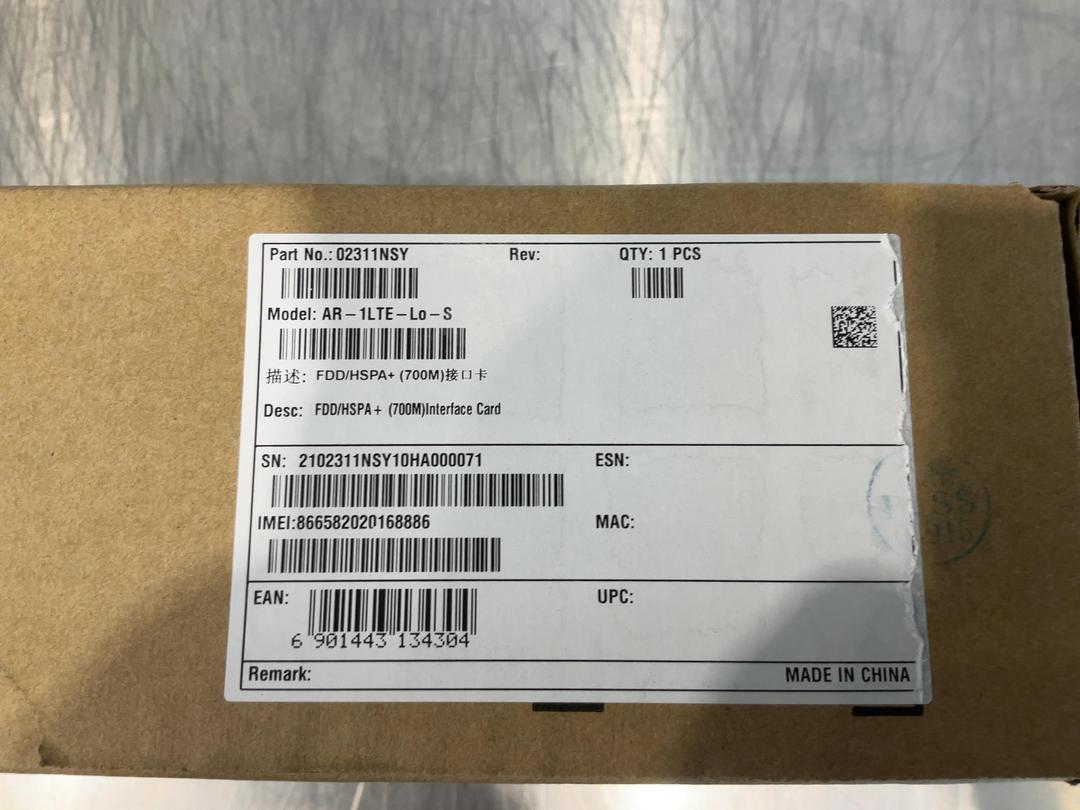 Part No.: 02311NSY Rev: QTY: 1 PCS
Model: AR-1LTE-Lo-S
描述: FDD/HSPA+ (700M)接口卡
Desc: FDD/HSPA+ (700M)Interface Card
SN: 2102311NSY10HA000071 ESN:
IMEI:866582020168886 MAC:
EAN: UPC:
6 901443 134304
Remark: MADE IN CHINA